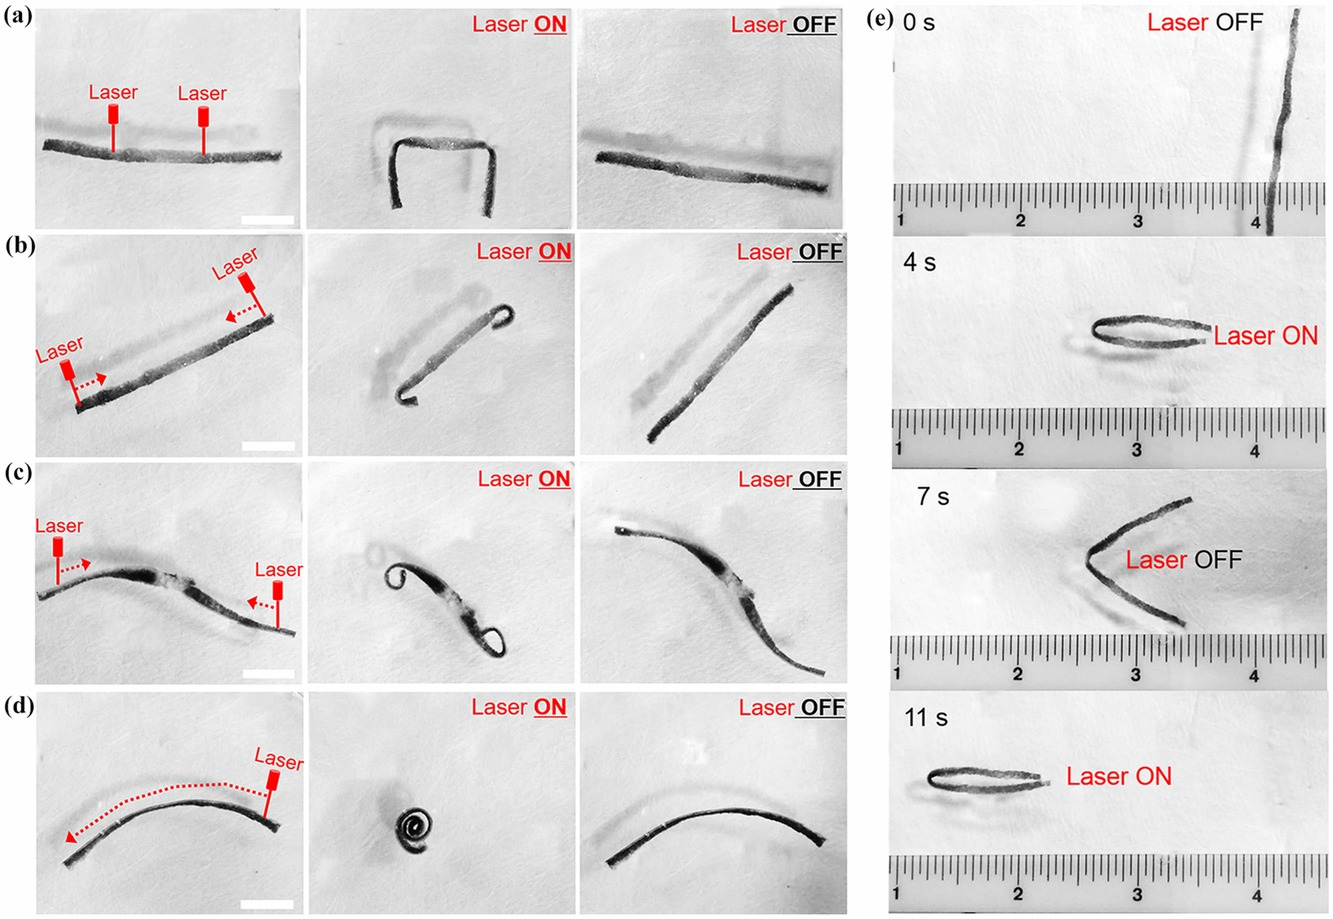 (a)
Laser Laser
Laser ON
Laser OFF
(b)
Laser
Laser
Laser ON
Laser OFF
(c)
Laser
Laser
Laser ON
Laser OFF
(d)
Laser
Laser ON
Laser OFF
(e)
0 s
Laser OFF
1 2 3 4
4 s
Laser ON
1 2 3 4
7 s
Laser OFF
1 2 3 4
11 s
Laser ON
1 2 3 4